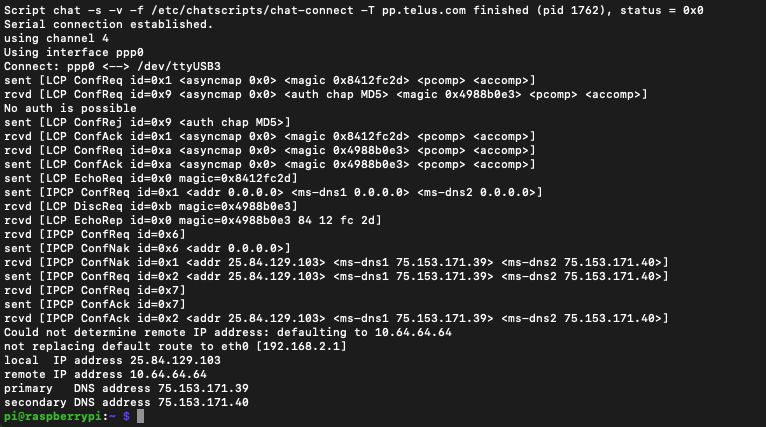 Script chat -s -v -f /etc/chatscripts/chat-connect -T pp.telus.com finished (pid 1762), status = 0x0
Serial connection established.
using channel 4
Using interface ppp0
Connect: ppp0 <--> /dev/ttyUSB3
sent [LCP ConfReq id=0x1 <asyncmap 0x0> <magic 0x8412fc2d> <pcomp> <accomp>]
rcvd [LCP ConfReq id=0x9 <asyncmap 0x0> <auth chap MD5> <magic 0x4988b0e3> <pcomp> <accomp>]
No auth is possible
sent [LCP ConfRej id=0x9 <auth chap MD5>]
rcvd [LCP ConfAck id=0x1 <asyncmap 0x0> <magic 0x8412fc2d> <pcomp> <accomp>]
rcvd [LCP ConfReq id=0xa <asyncmap 0x0> <magic 0x4988b0e3> <pcomp> <accomp>]
sent [LCP ConfAck id=0xa <asyncmap 0x0> <magic 0x4988b0e3> <pcomp> <accomp>]
sent [LCP EchoReq id=0x0 magic=0x8412fc2d]
sent [IPCP ConfReq id=0x1 <addr 0.0.0.0> <ms-dns1 0.0.0.0> <ms-dns2 0.0.0.0>]
rcvd [LCP DiscReq id=0xb magic=0x4988b0e3]
rcvd [LCP EchoRep id=0x0 magic=0x4988b0e3 84 12 fc 2d]
rcvd [IPCP ConfReq id=0x6]
sent [IPCP ConfNak id=0x6 <addr 0.0.0.0>]
rcvd [IPCP ConfNak id=0x1 <addr 25.84.129.103> <ms-dns1 75.153.171.39> <ms-dns2 75.153.171.40>]
sent [IPCP ConfReq id=0x2 <addr 25.84.129.103> <ms-dns1 75.153.171.39> <ms-dns2 75.153.171.40>]
rcvd [IPCP ConfReq id=0x7]
sent [IPCP ConfAck id=0x7]
rcvd [IPCP ConfAck id=0x2 <addr 25.84.129.103> <ms-dns1 75.153.171.39> <ms-dns2 75.153.171.40>]
Could not determine remote IP address: defaulting to 10.64.64.64
not replacing default route to eth0 [192.168.2.1]
local  IP address 25.84.129.103
remote IP address 10.64.64.64
primary   DNS address 75.153.171.39
secondary DNS address 75.153.171.40
pi@raspberrypi:~ $